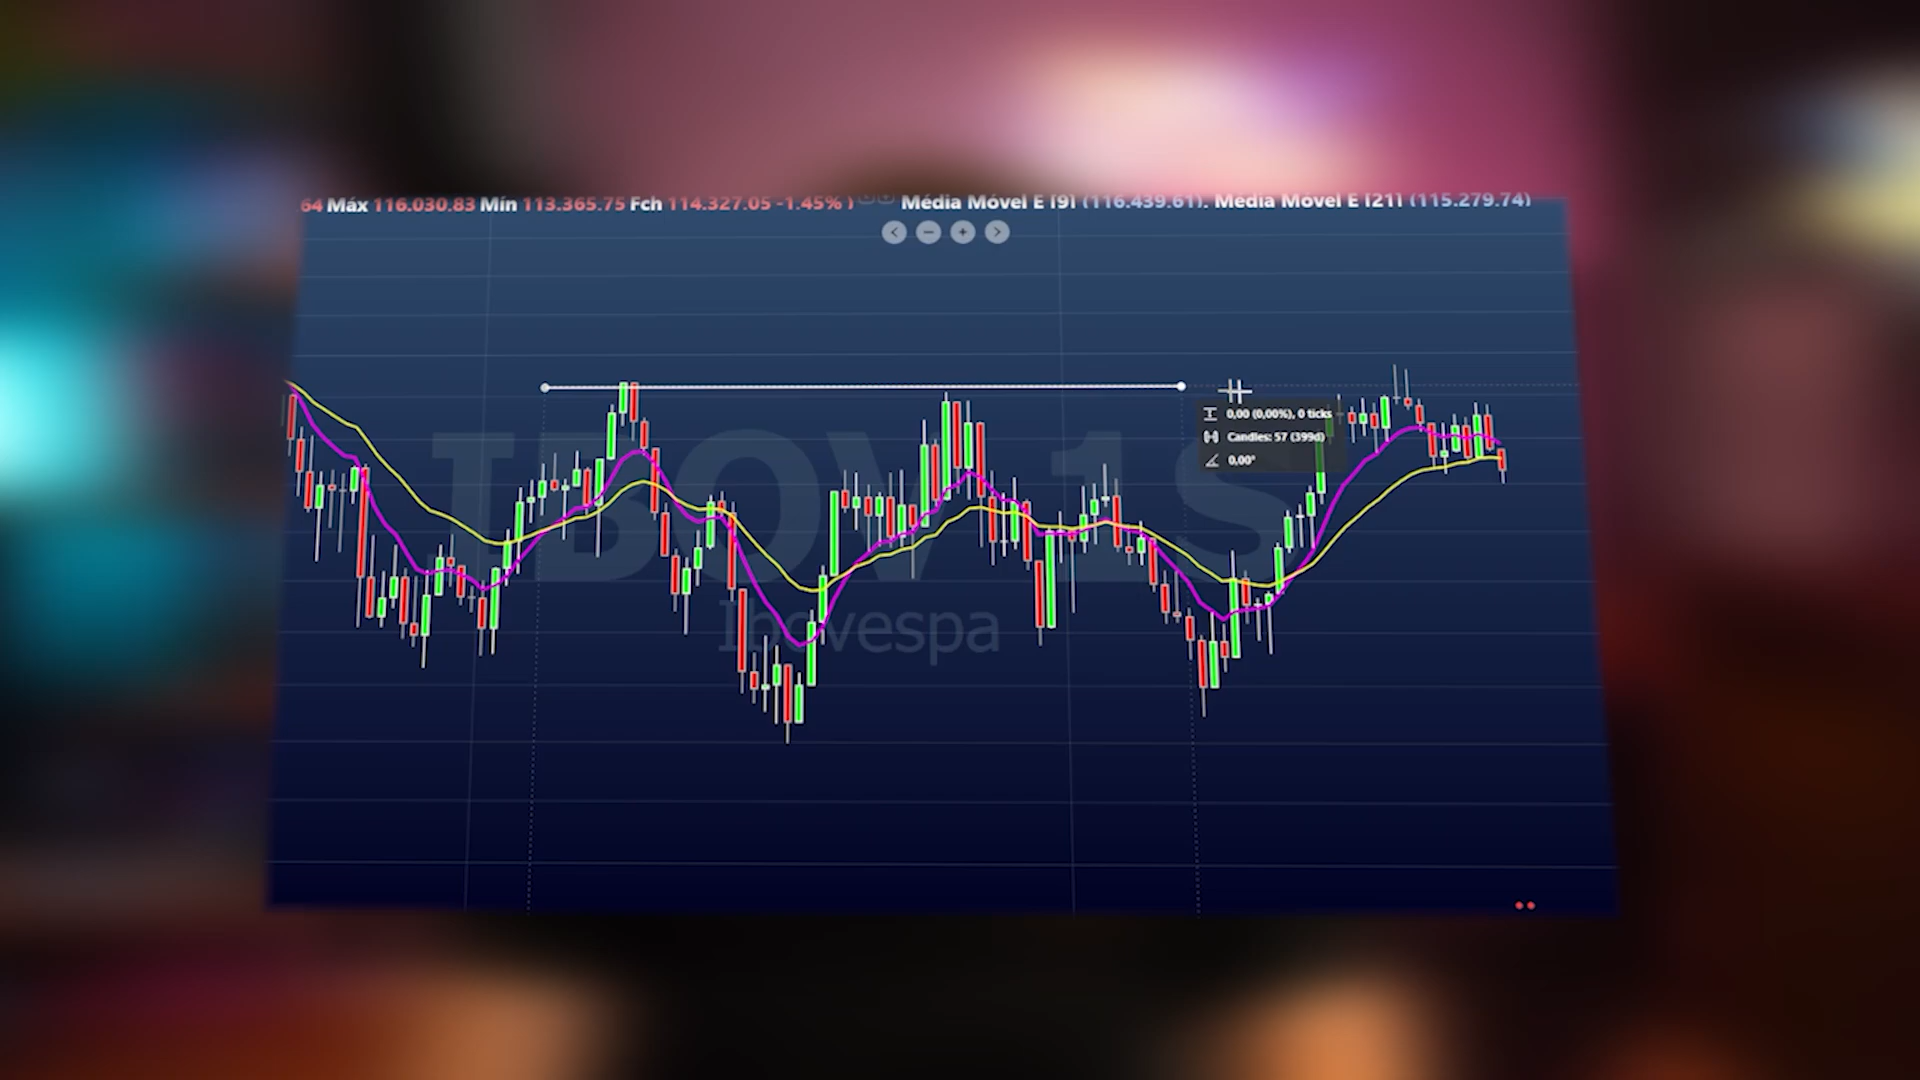 64 Máx 116.030.83 Mín 113.365.75 Fch 114.327.05 -1.45% ) Média Móvel E [9] (116.439.61). Média Móvel E [21] (115.279.74)
0,00 (0,00%), 0 ticks
Candles: 57 (399d)
0,00°
IBOV 1S
Ibovespa